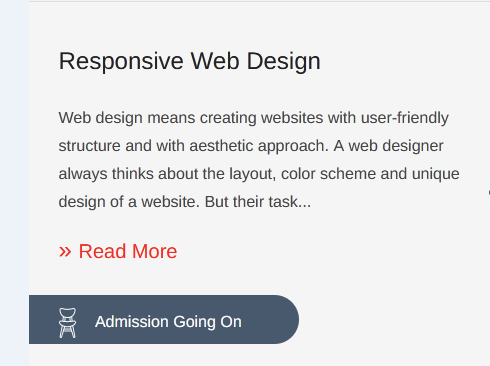 Responsive Web Design
Web design means creating websites with user-friendly
structure and with aesthetic approach. A web designer
always thinks about the layout, color scheme and unique
design of a website. But their task...
» Read More
Admission Going On